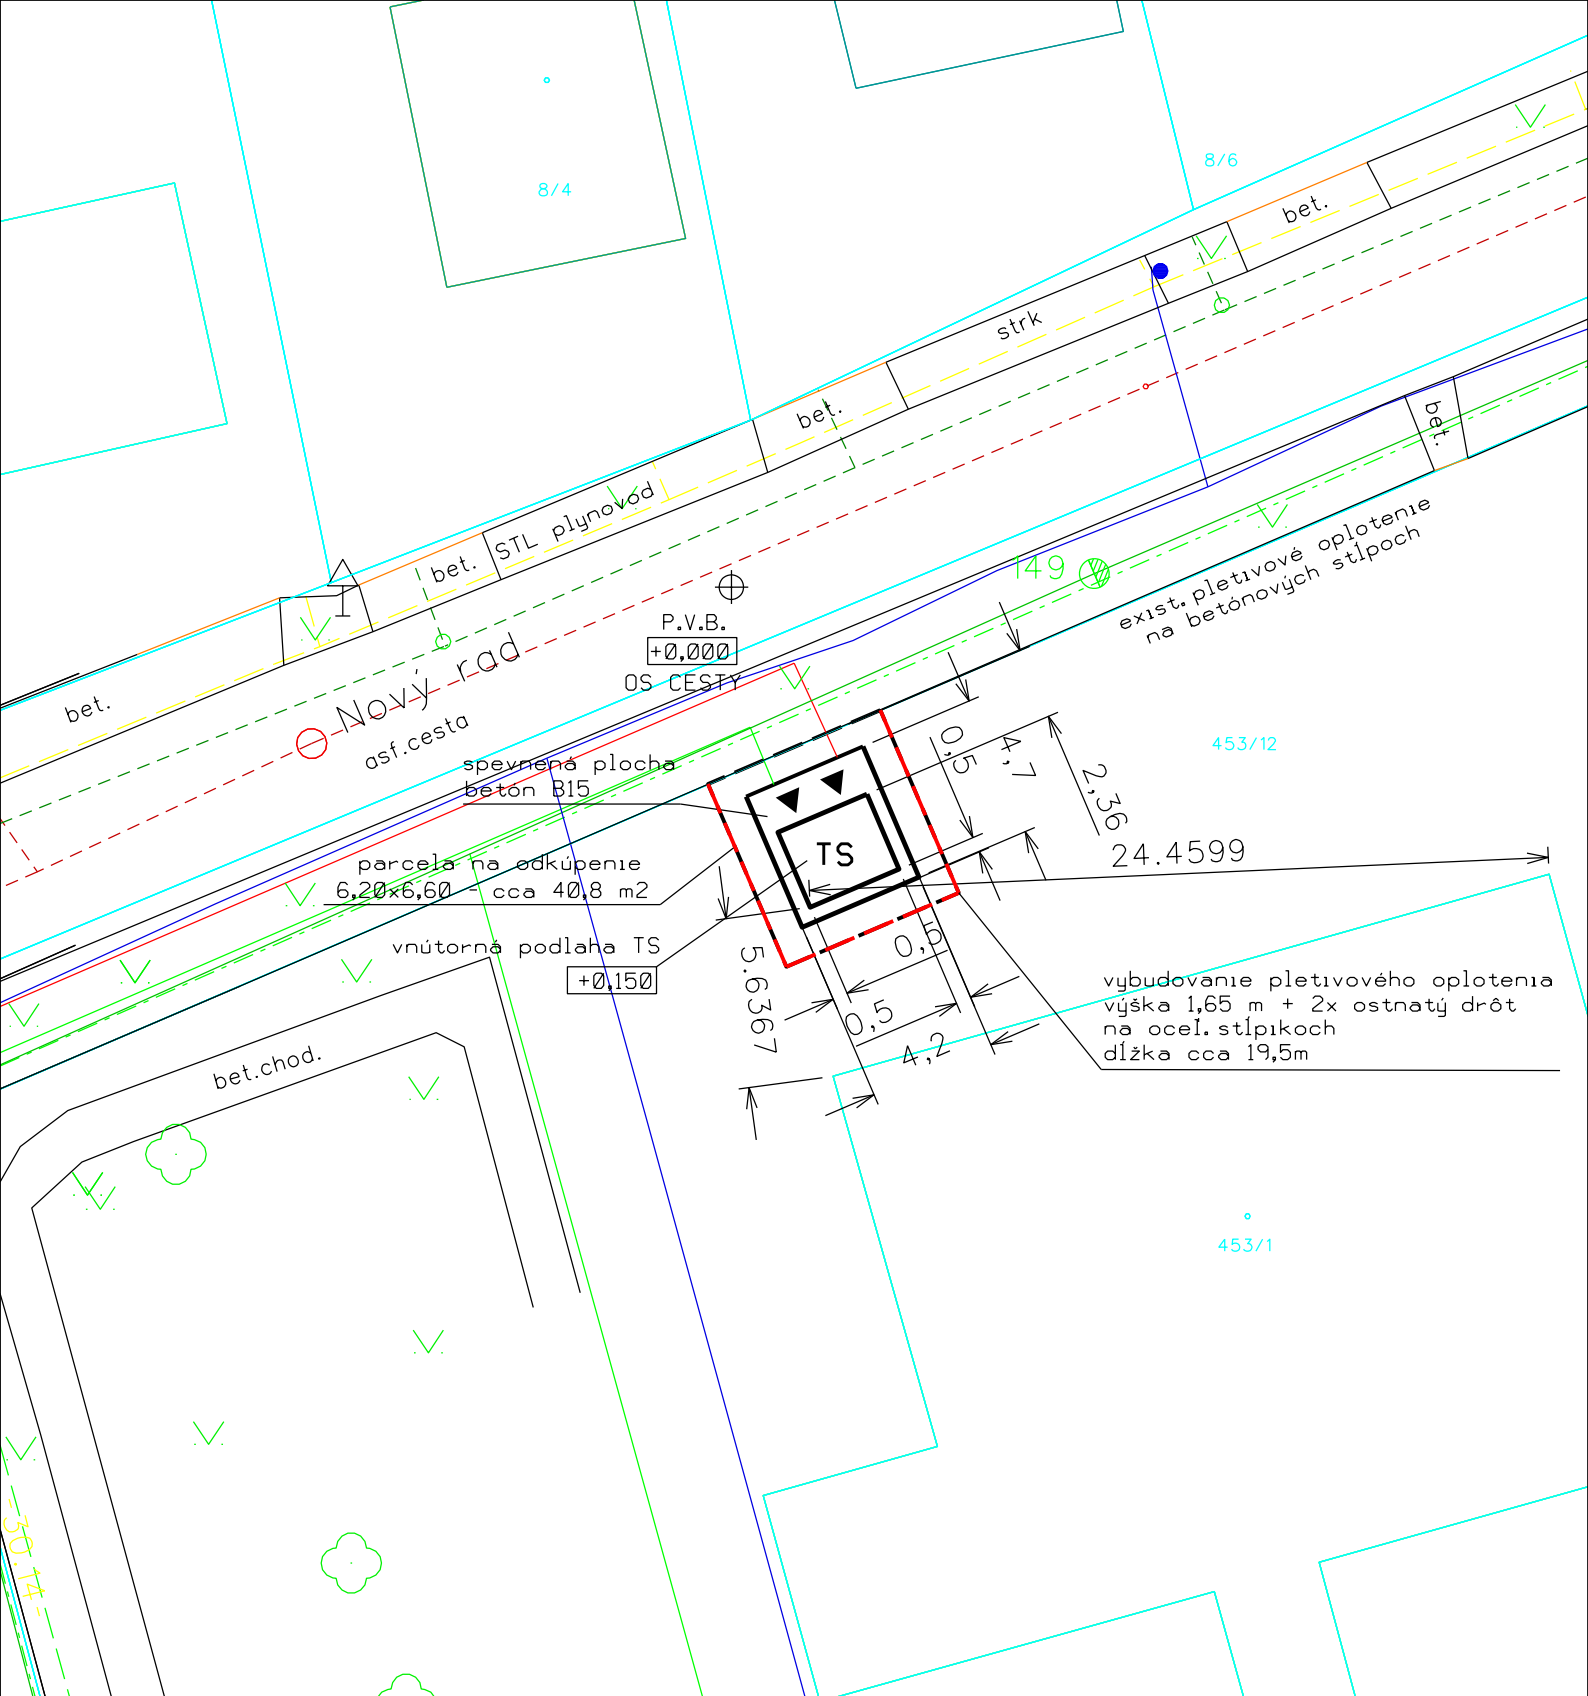 8/6
8/4
bet.
strk
bet.
bet.
STL plynovod
bet.
149
exist. pletivové oplotenie
na betónových stĺpoch
P.V.B.
+0,000
OS CESTY
Nový rad
asf.cesta
bet.
453/12
0,5
4,7
2,36
24.4599
spevnená plocha
betón B15
TS
parcela na odkúpenie
6,20x6,60 - cca 40,8 m2
vnútorná podlaha TS
+0,150
5.6367
0,5
0,5
4,2
vybudovanie pletivového oplotenia
výška 1,65 m + 2x ostnatý drôt
na oceľ. stĺpikoch
dĺžka cca 19,5m
bet.chod.
453/1
-30.14-